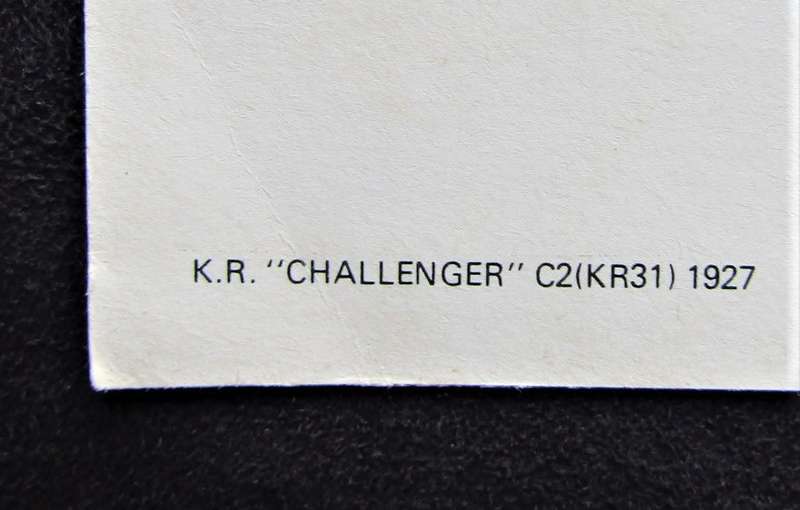 K.R. ‘‘CHALLENGER’’ C2(KR31) 1927